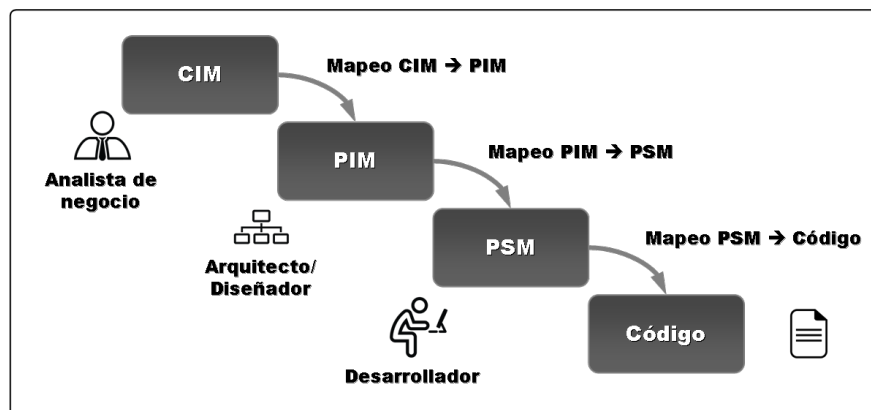 CIM
Mapeo CIM → PIM
Analista de
negocio
PIM
Mapeo PIM → PSM
Arquitecto/
Diseñador
PSM
Mapeo PSM → Código
Desarrollador
Código